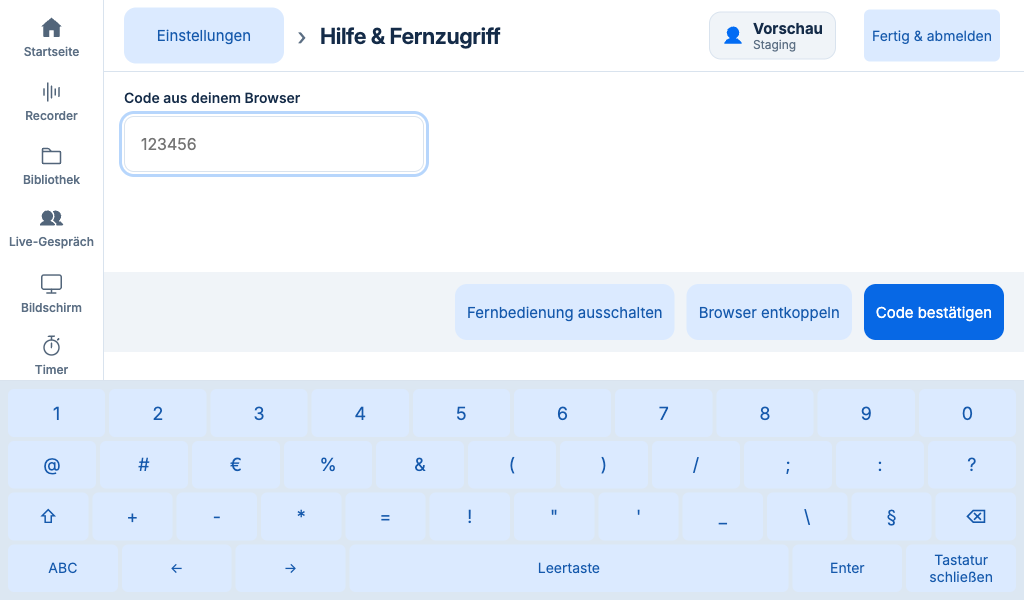 Startseite
Recorder
Bibliothek
Live-Gespräch
Bildschirm
Timer
Einstellungen
› Hilfe & Fernzugriff
Vorschau
Staging
Fertig & abmelden
Code aus deinem Browser
123456
Fernbedienung ausschalten
Browser entkoppeln
Code bestätigen
1 2 3 4 5 6 7 8 9 0
@ # € % & ( ) / ; : ?
⇧ + - * = ! " ' _ \ § ⌫
ABC ← → Leertaste Enter Tastatur
schließen